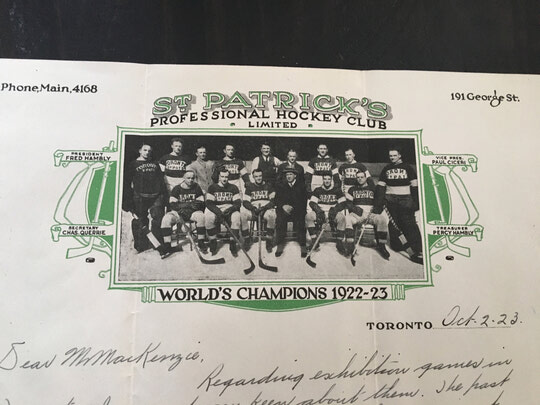 Phone, Main, 4168
191 George St.
ST PATRICK'S
PROFESSIONAL HOCKEY CLUB
LIMITED
PRESIDENT
FRED HAMBLY
VICE PRES.
PAUL CICERI
SECRETARY
CHAS. QUERRIE
TREASURER
PERCY HAMBLY
WORLD'S CHAMPIONS 1922-23
TORONTO Oct-2-23.
Dear Mr MacKenzie,
Regarding exhibition games in
been about them. The past